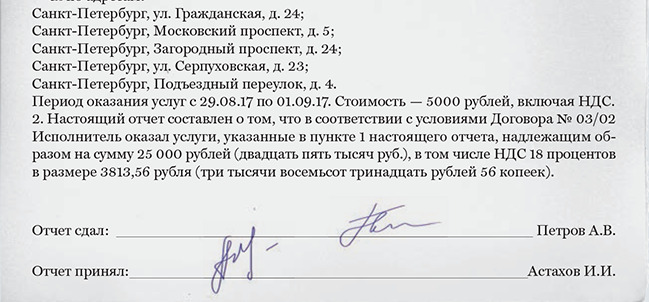 Санкт-Петербург, ул. Гражданская, д. 24;
Санкт-Петербург, Московский проспект, д. 5;
Санкт-Петербург, Загородный проспект, д. 24;
Санкт-Петербург, ул. Серпуховская, д. 23;
Санкт-Петербург, Подъездный переулок, д. 4.
Период оказания услуг с 29.08.17 по 01.09.17. Стоимость — 5000 рублей, включая НДС.
2. Настоящий отчет составлен о том, что в соответствии с условиями Договора № 03/02
Исполнитель оказал услуги, указанные в пункте 1 настоящего отчета, надлежащим об-
разом на сумму 25 000 рублей (двадцать пять тысяч руб.), в том числе НДС 18 процентов
в размере 3813,56 рубля (три тысячи восемьсот тринадцать рублей 56 копеек).
Отчет сдал: Петров А.В.
Отчет принял: Астахов И.И.